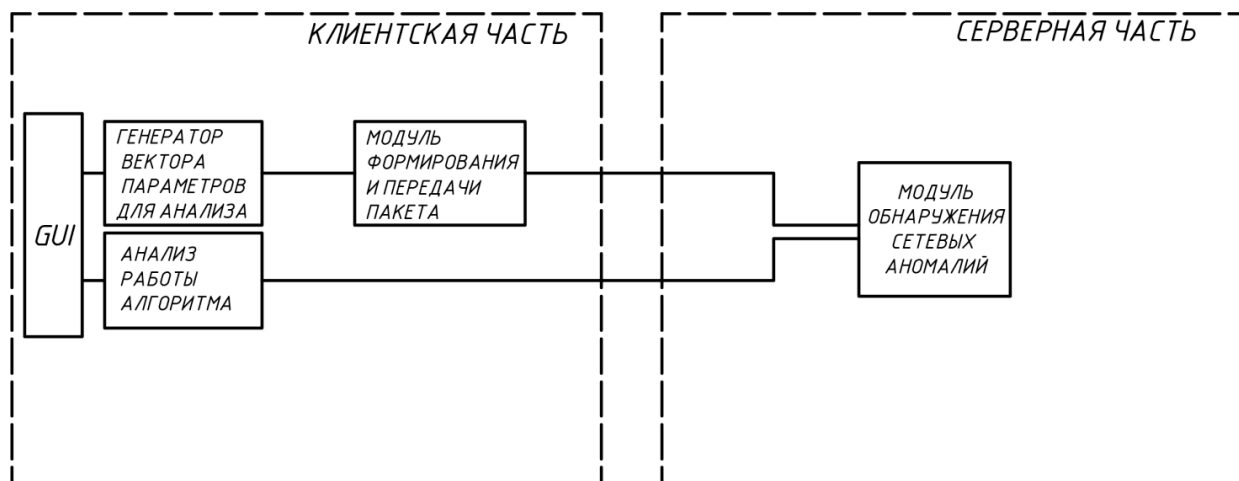 КЛИЕНТСКАЯ ЧАСТЬ
СЕРВЕРНАЯ ЧАСТЬ
GUI
ГЕНЕРАТОР
ВЕКТОРА
ПАРАМЕТРОВ
ДЛЯ АНАЛИЗА
МОДУЛЬ
ФОРМИРОВАНИЯ
И ПЕРЕДАЧИ
ПАКЕТА
АНАЛИЗ
РАБОТЫ
АЛГОРИТМА
МОДУЛЬ
ОБНАРУЖЕНИЯ
СЕТЕВЫХ
АНОМАЛИЙ